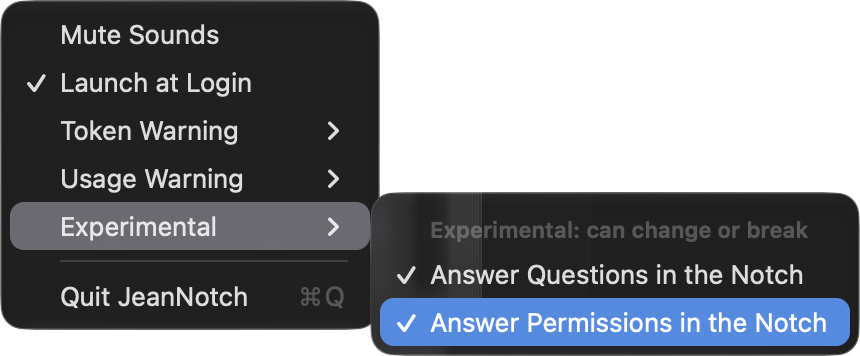 Mute Sounds
✓ Launch at Login
Token Warning >
Usage Warning >
Experimental >
Quit JeanNotch ⌘Q
Experimental: can change or break
✓ Answer Questions in the Notch
✓ Answer Permissions in the Notch